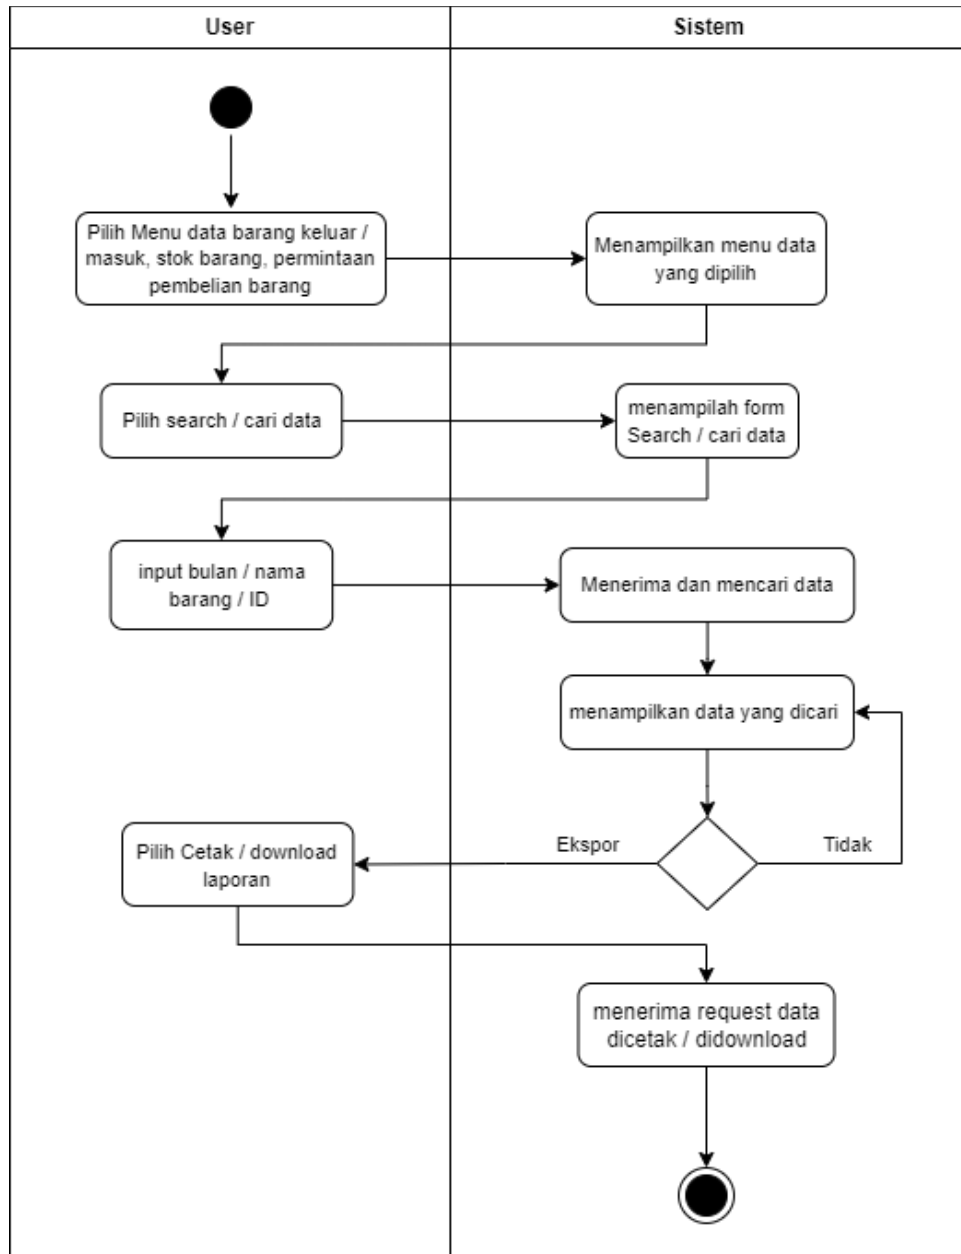 User
Sistem
Pilih Menu data barang keluar /
masuk, stok barang, permintaan
pembelian barang
Menampilkan menu data
yang dipilih
Pilih search / cari data
menampilah form
Search / cari data
input bulan / nama
barang / ID
Menerima dan mencari data
menampilkan data yang dicari
Ekspor
Tidak
Pilih Cetak / download
laporan
menerima request data
dicetak / didownload